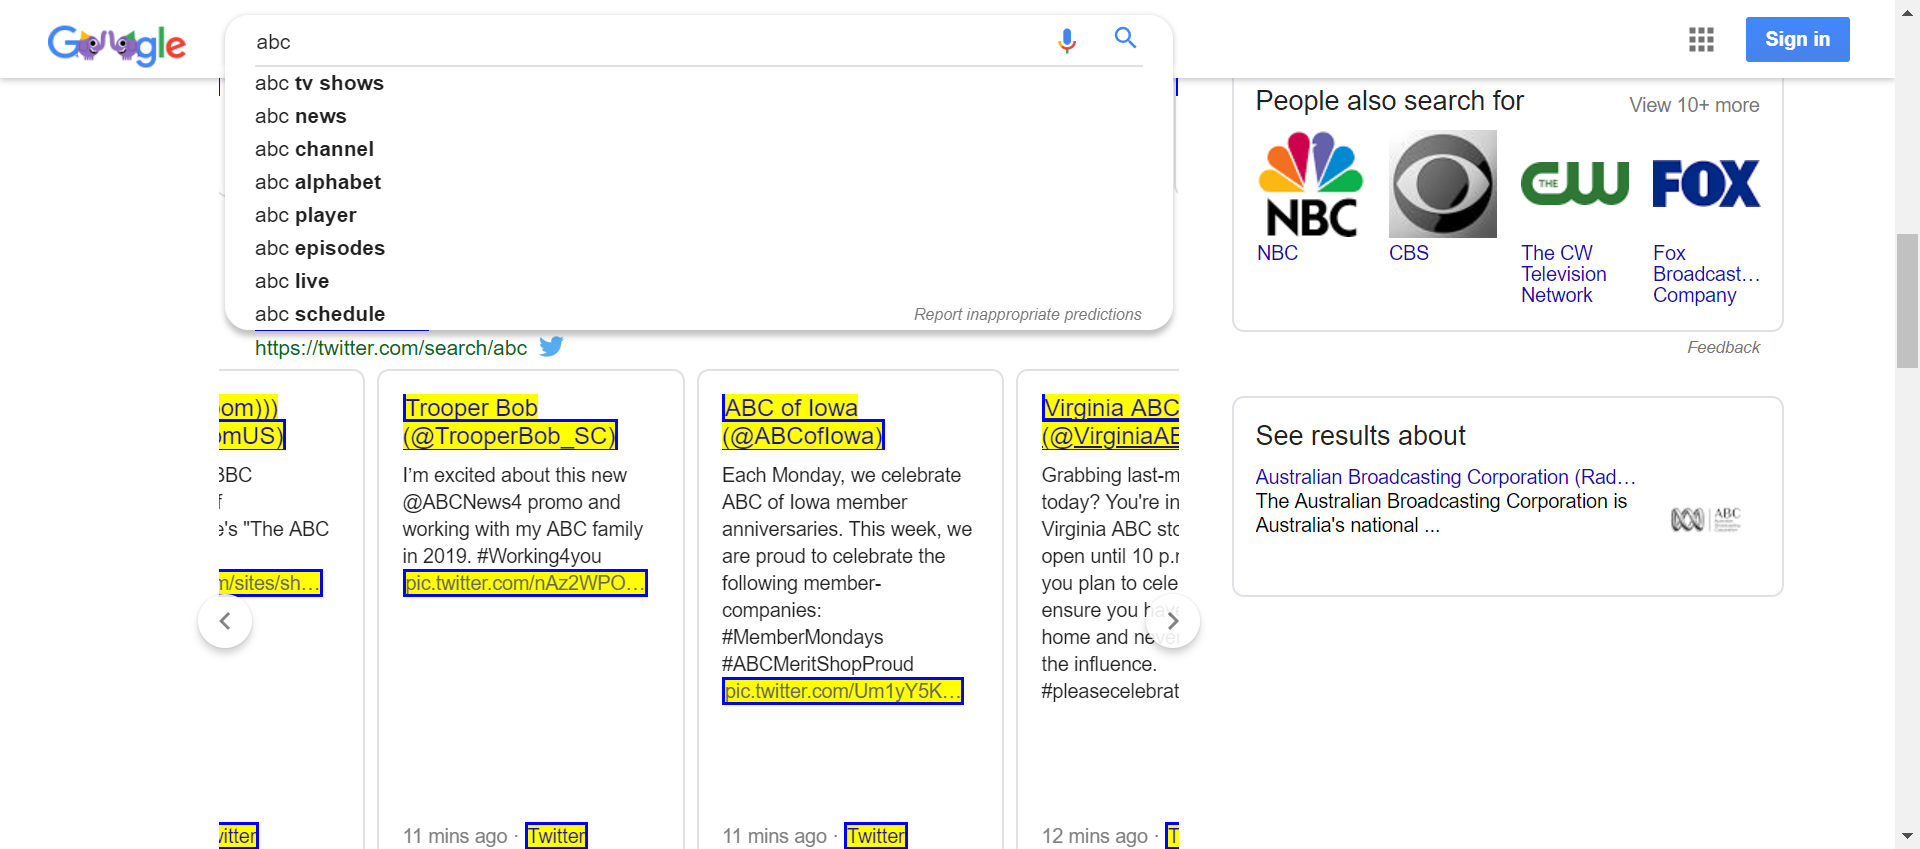 Google
abc
Sign in
abc tv shows
abc news
abc channel
abc alphabet
abc player
abc episodes
abc live
abc schedule
Report inappropriate predictions
https://twitter.com/search/abc
om)))
mUS)
BBC
f
e's "The ABC
m/sites/sh...
itter
Trooper Bob
(@TrooperBob_SC)
I'm excited about this new
@ABCNews4 promo and
working with my ABC family
in 2019. #Working4you
pic.twitter.com/nAz2WPO...
11 mins ago · Twitter
ABC of Iowa
(@ABCofIowa)
Each Monday, we celebrate
ABC of Iowa member
anniversaries. This week, we
are proud to celebrate the
following member-
companies:
#MemberMondays
#ABCMeritShopProud
pic.twitter.com/Um1yY5K...
11 mins ago · Twitter
Virginia ABC
(@VirginiaAB
Grabbing last-m
today? You're in
Virginia ABC sto
open until 10 p.
you plan to cele
ensure you have
home and never
the influence.
#pleasecelebrat
12 mins ago · T
People also search for
View 10+ more
NBC
THE CW
FOX
NBC
CBS
The CW
Television
Network
Fox
Broadcast...
Company
Feedback
See results about
Australian Broadcasting Corporation (Rad...
The Australian Broadcasting Corporation is
Australia's national ...
ABC